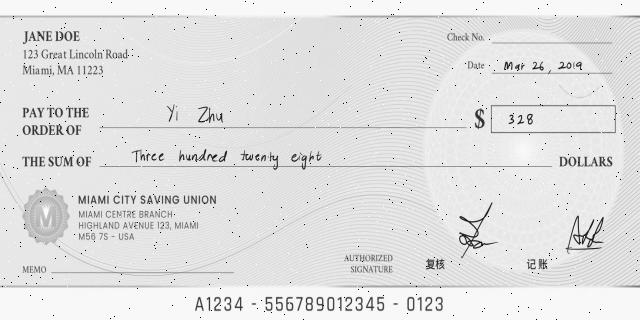 JANE DOE
123 Great Lincoln Road
Miami, MA 11223
Check No.
Date Mar 26, 2019
PAY TO THE
ORDER OF Yi Zhu
$ 328
THE SUM OF Three hundred twenty eight DOLLARS
M
MIAMI CITY SAVING UNION
MIAMI CENTRE BRANCH
HIGHLAND AVENUE 123, MIAMI
M56 7S - USA
MEMO
AUTHORIZED
SIGNATURE
复核
记账
A1234 - 556789012345 - 0123